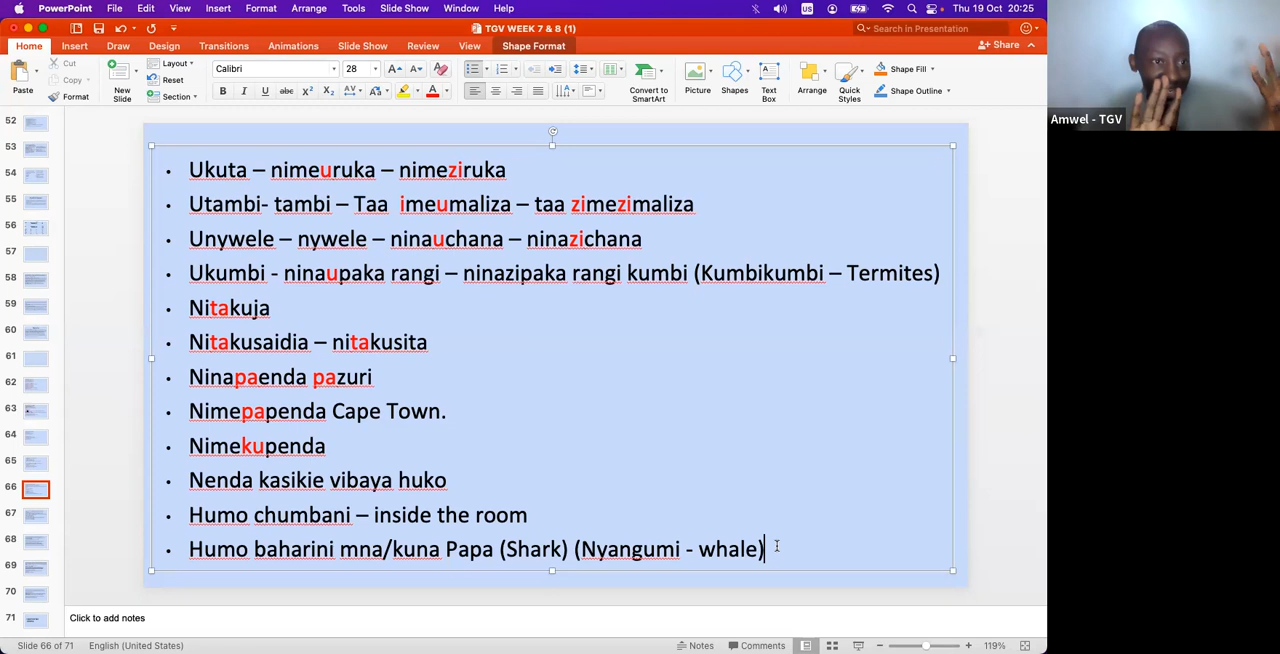 PowerPoint File Edit View Insert Format Arrange Tools Slide Show Window Help US 62 Thu 19 Oct 20:25
TGV WEEK 7 & 8 (1) Search in Presentation
Home Insert Draw Design Transitions Animations Slide Show Review View Shape Format Share
Paste Cut Copy Format New Slide Layout Reset Section Calibri 28 Convert to SmartArt Picture Shapes Text Box Arrange Quick Styles Shape Fill Shape Outline
Amwel - TGV
52
53
54
55
56
57
58
59
60
61
62
63
64
65
66
67
68
69
70
71
• Ukuta – nimeuruka – nimeziruka
• Utambi- tambi – Taa imeumaliza – taa zimezimaliza
• Unywele – nywele – ninauchana – ninazichana
• Ukumbi - ninaupaka rangi – ninazipaka rangi kumbi (Kumbikumbi – Termites)
• Nitakuja
• Nitakusaidia – nitakusita
• Ninapaenda pazuri
• Nimepapenda Cape Town.
• Nimekupenda
• Nenda kasikie vibaya huko
• Humo chumbani – inside the room
• Humo baharini mna/kuna Papa (Shark) (Nyangumi - whale)
Click to add notes
Slide 66 of 71 English (United States) Notes Comments 119%